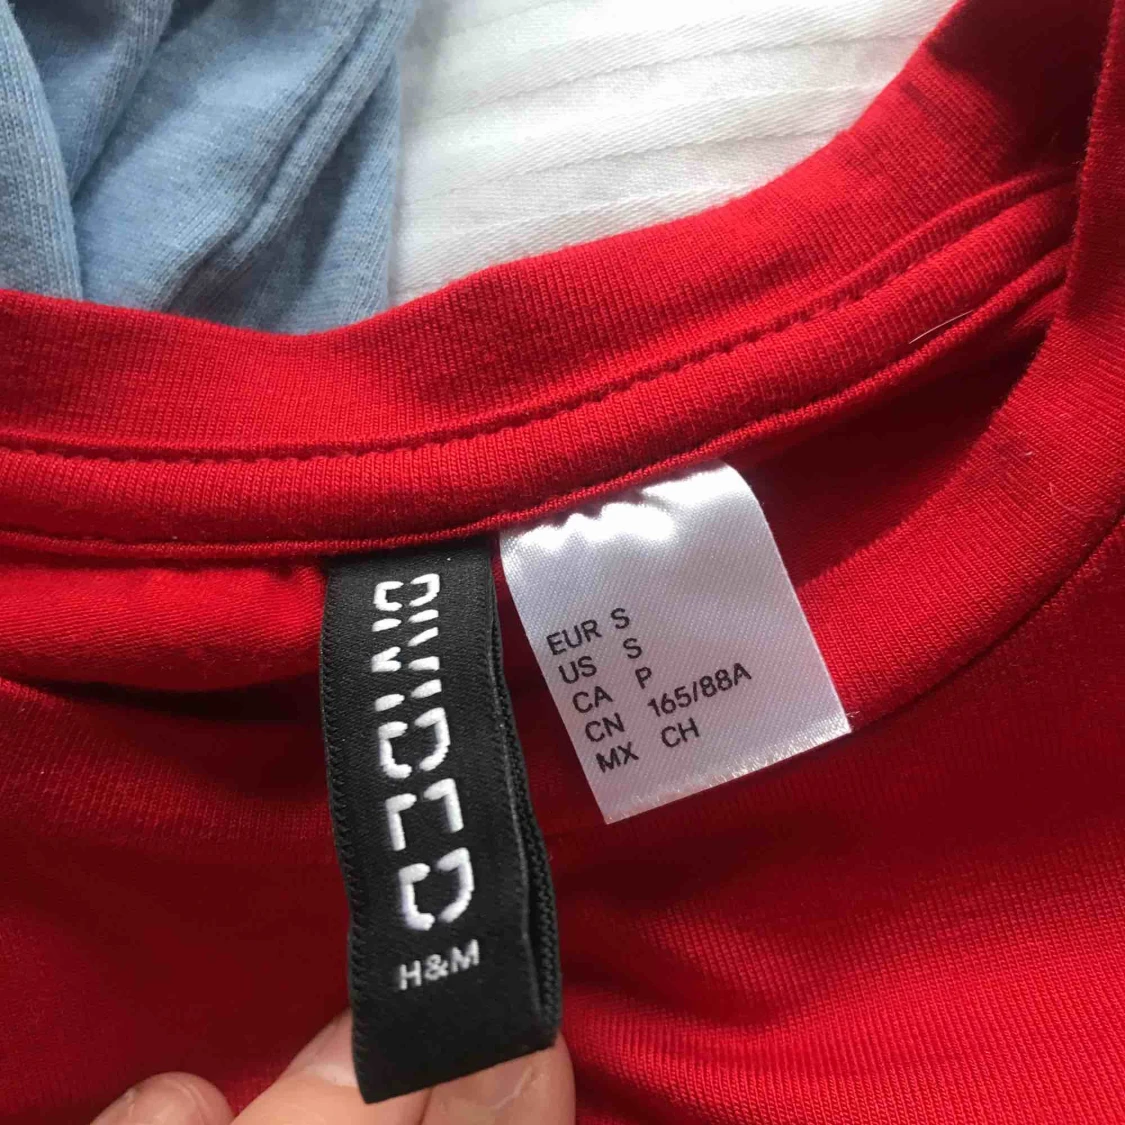 DIVIDED
H&M
EUR S
US S
CA P
CN 165/88A
MX CH